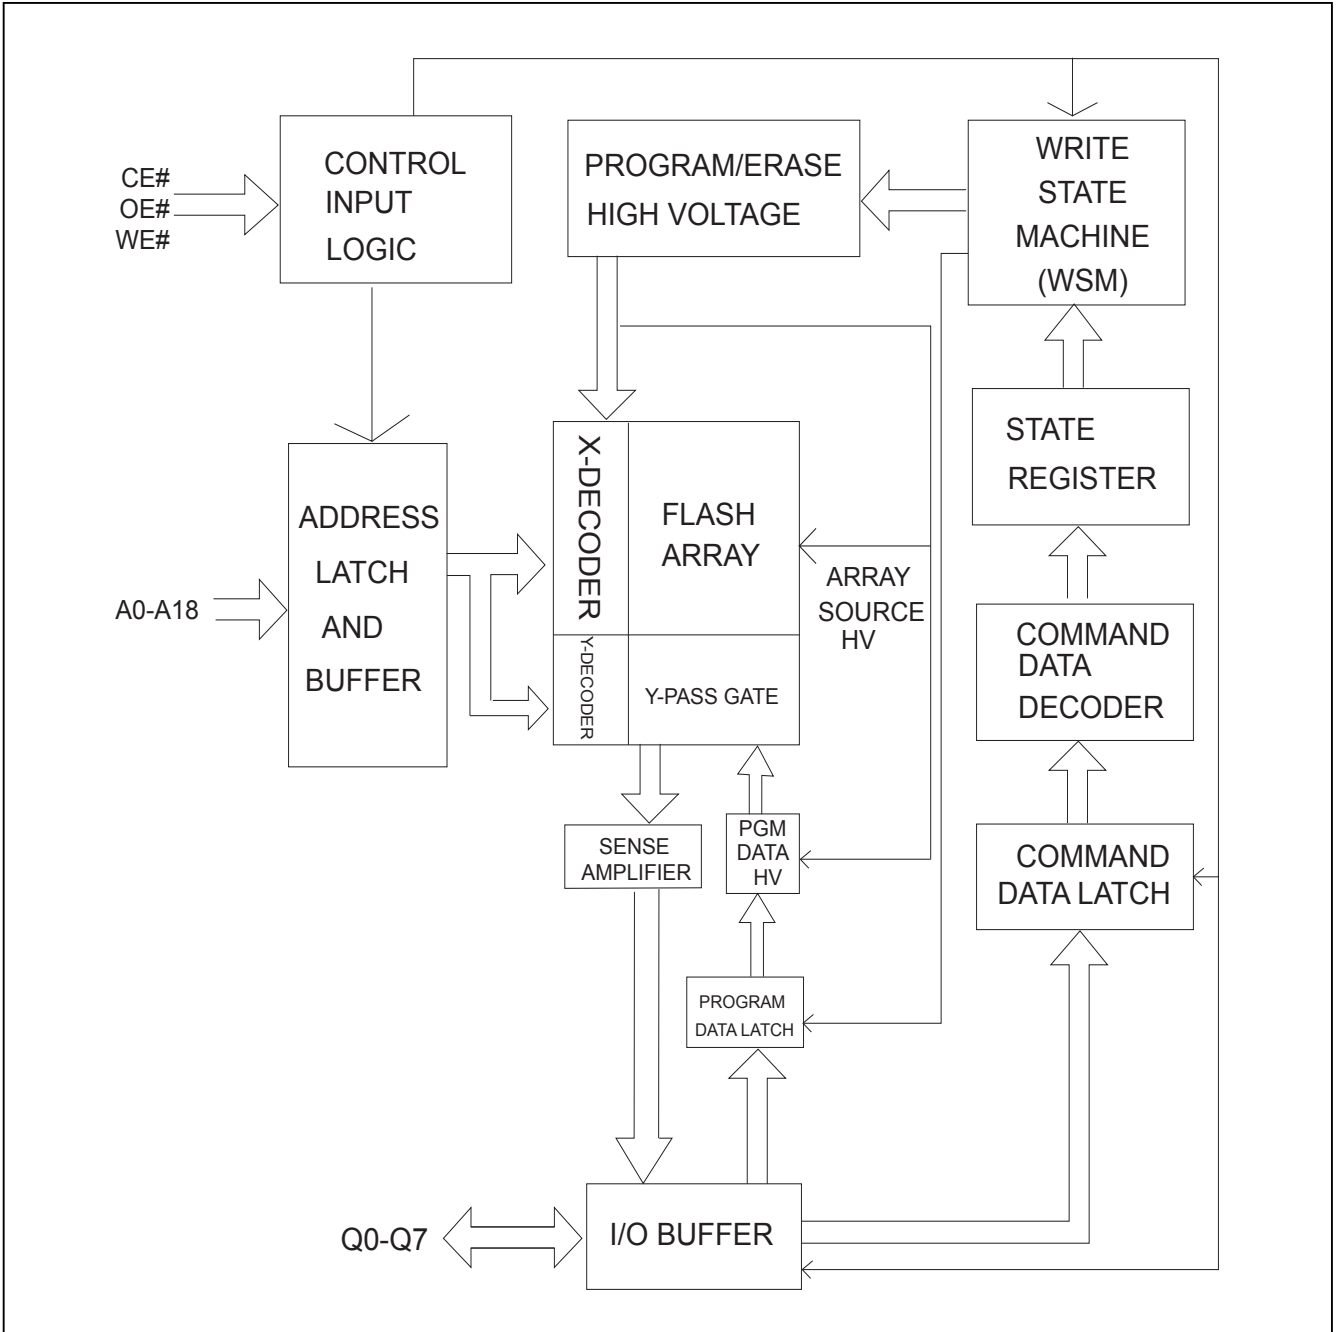 CE#
OE#
WE#
CONTROL
INPUT
LOGIC
PROGRAM/ERASE
HIGH VOLTAGE
WRITE
STATE
MACHINE
(WSM)
STATE
REGISTER
ADDRESS
LATCH
AND
BUFFER
A0-A18
X-DECODER
FLASH
ARRAY
ARRAY
SOURCE
HV
Y-DECODER
Y-PASS GATE
COMMAND
DATA
DECODER
SENSE
AMPLIFIER
PGM
DATA
HV
COMMAND
DATA LATCH
PROGRAM
DATA LATCH
Q0-Q7
I/O BUFFER